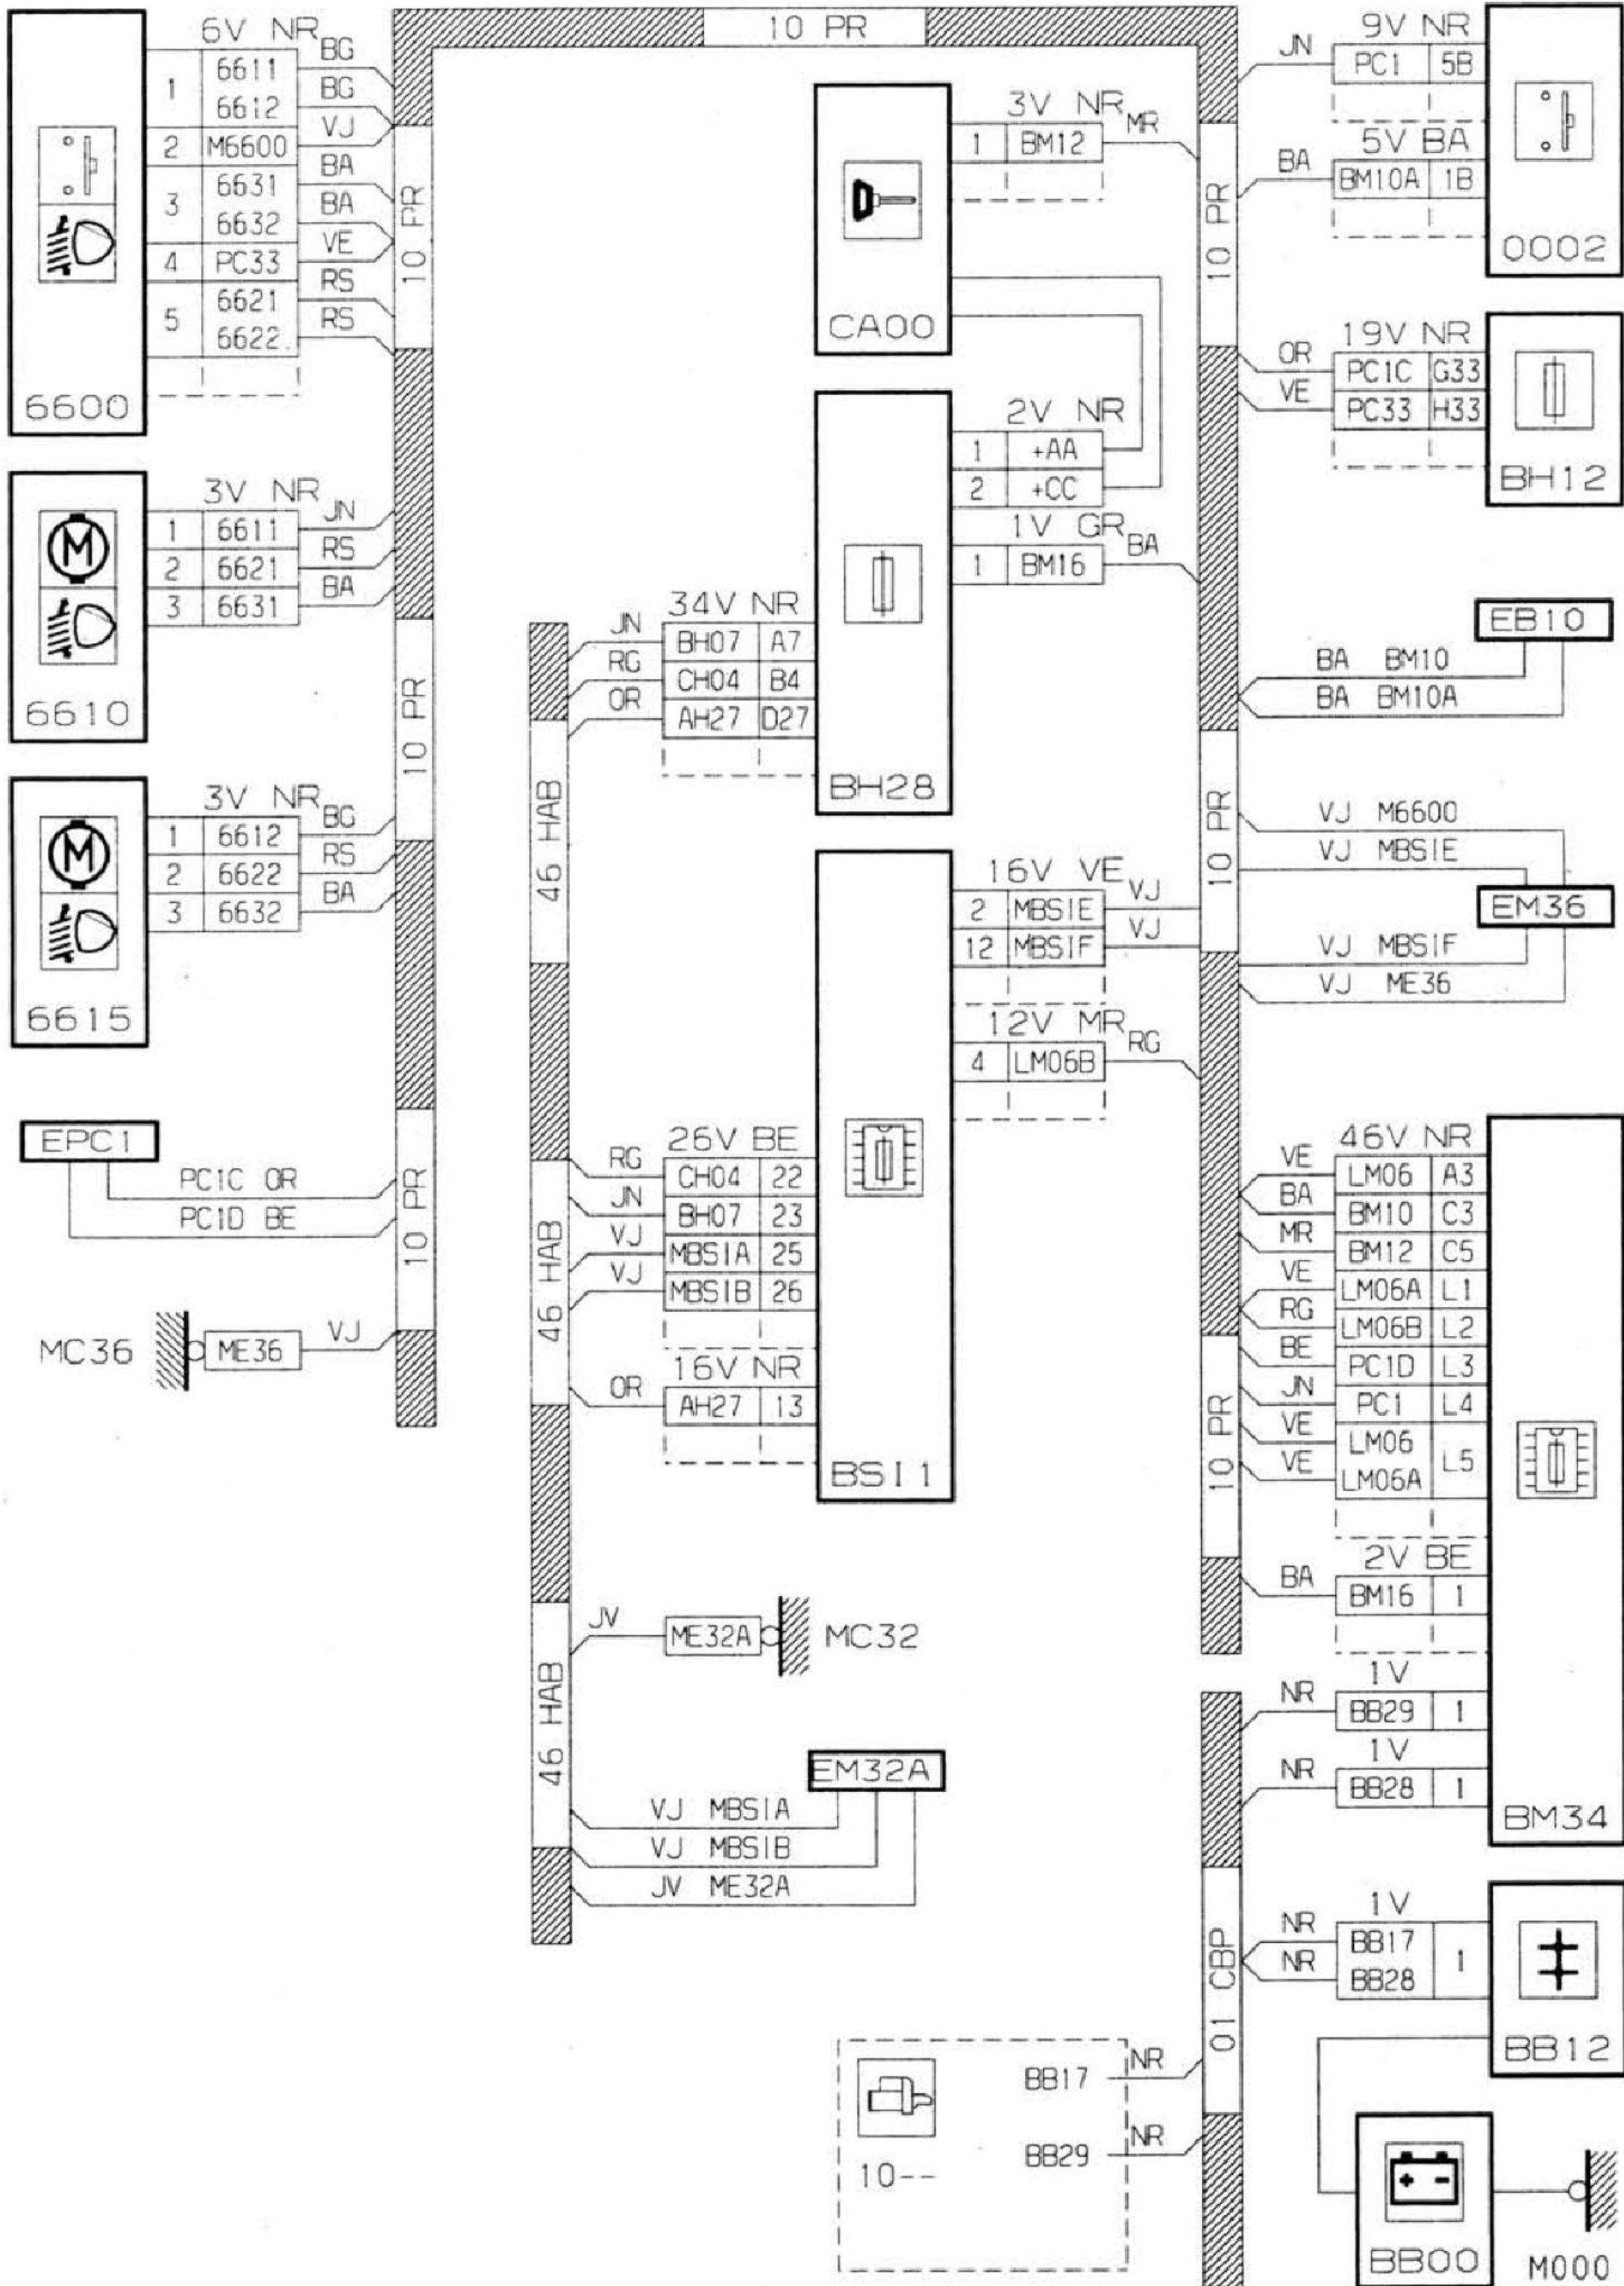 10 PR
6V NR
1 6611 BG
6612 BG
2 M6600 VJ
3 6631 BA
6632 BA
4 PC33 VE
5 6621 RS
6622 RS
6600
10 PR
3V NR
1 6611 JN
2 6621 RS
3 6631 BA
6610
10 PR
3V NR
1 6612 BG
2 6622 RS
3 6632 BA
6615
EPC1
PC1C OR
PC1D BE
10 PR
MC36 ME36 VJ
3V NR
1 BM12 MR
CA00
2V NR
1 +AA
2 +CC
1V GR
1 BM16 BA
34V NR
JN BH07 A7
RG CH04 B4
OR AH27 D27
BH28
46 HAB
16V VE
2 MBSIE VJ
12 MBSIF VJ
12V MR
4 LM06B RG
26V BE
RG CH04 22
JN BH07 23
VJ MBSIA 25
VJ MBSIB 26
46 HAB
16V NR
OR AH27 13
BSI1
JV ME32A MC32
46 HAB
EM32A
VJ MBSIA
VJ MBSIB
JV ME32A
9V NR
JN PC1 5B
5V BA
BA BM10A 1B
0002
10 PR
19V NR
OR PC1C G33
VE PC33 H33
BH12
EB10
BA BM10
BA BM10A
10 PR
VJ M6600
VJ MBSIE
EM36
VJ MBSIF
VJ ME36
46V NR
VE LM06 A3
BA BM10 C3
MR BM12 C5
VE LM06A L1
RG LM06B L2
BE PC1D L3
JN PC1 L4
VE LM06 L5
VE LM06A
10 PR
2V BE
BA BM16 1
1V
NR BB29 1
1V
NR BB28 1
BM34
01 CBP
1V
NR BB17 1
NR BB28
BB12
BB17 NR
BB29 NR
10--
BB00
M000